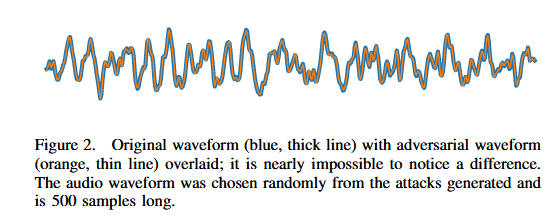 Figure 2. Original waveform (blue, thick line) with adversarial waveform
(orange, thin line) overlaid; it is nearly impossible to notice a difference.
The audio waveform was chosen randomly from the attacks generated and
is 500 samples long.